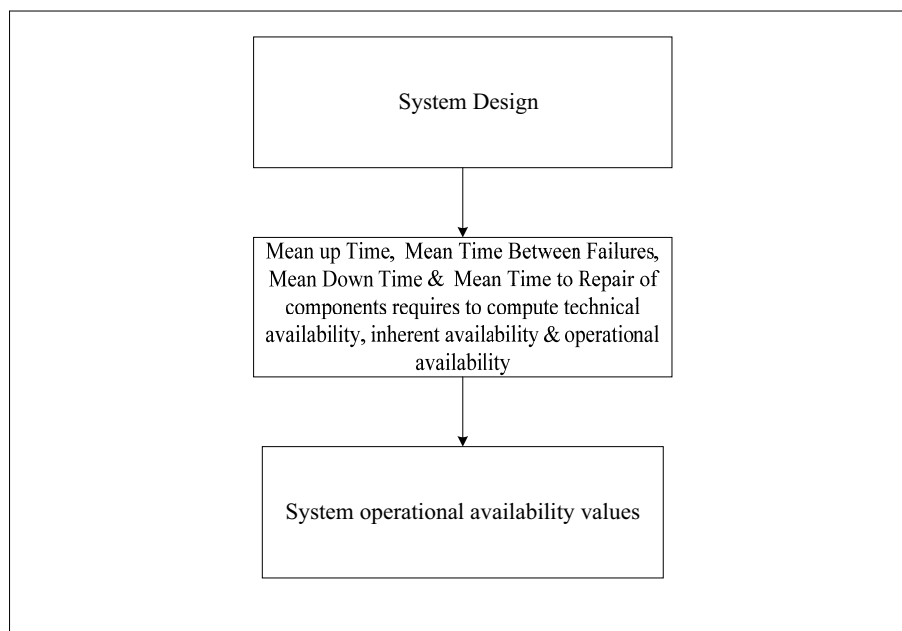 System Design
Mean up Time, Mean Time Between Failures,
Mean Down Time & Mean Time to Repair of
components requires to compute technical
availability, inherent availability & operational
availability
System operational availability values